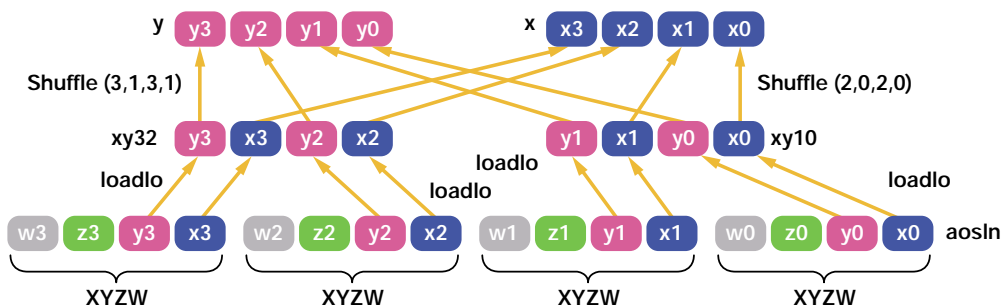 y y3 y2 y1 y0 x x3 x2 x1 x0
Shuffle (3,1,3,1) Shuffle (2,0,2,0)
xy32 y3 x3 y2 x2 y1 x1 y0 x0 xy10
loadlo loadlo loadlo loadlo
w3 z3 y3 x3 w2 z2 y2 x2 w1 z1 y1 x1 w0 z0 y0 x0 aosIn
XYZW XYZW XYZW XYZW